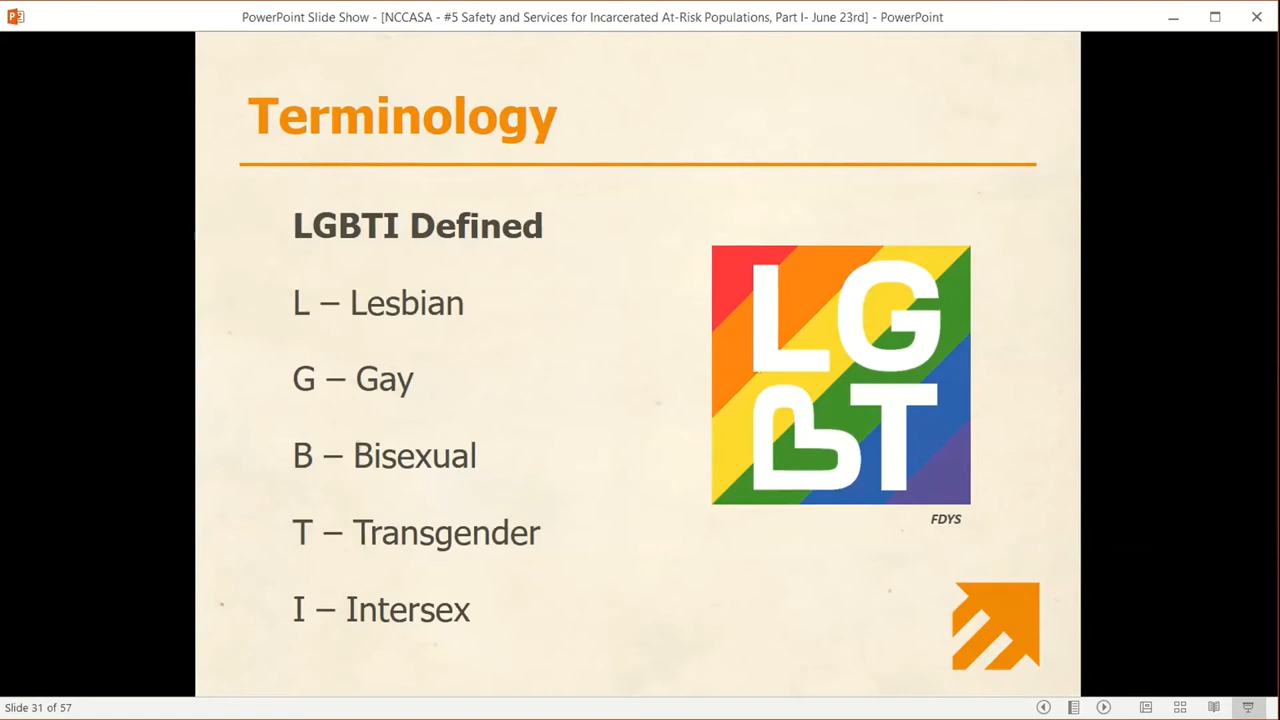 PowerPoint Slide Show - [NCCASA - #5 Safety and Services for Incarcerated At-Risk Populations, Part I- June 23rd] - PowerPoint
Terminology
LGBTI Defined
L – Lesbian
G – Gay
B – Bisexual
T – Transgender
I – Intersex
LG
BT
FDYS
Slide 31 of 57